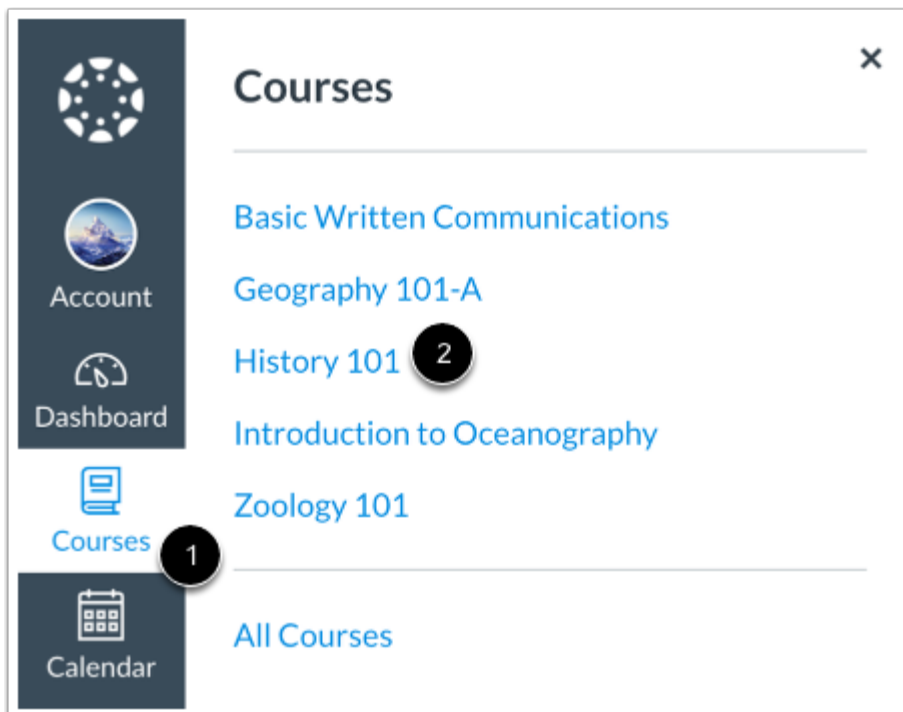 Courses
Basic Written Communications
Geography 101-A
History 101 2
Introduction to Oceanography
Zoology 101
All Courses
Account
Dashboard
Courses 1
Calendar